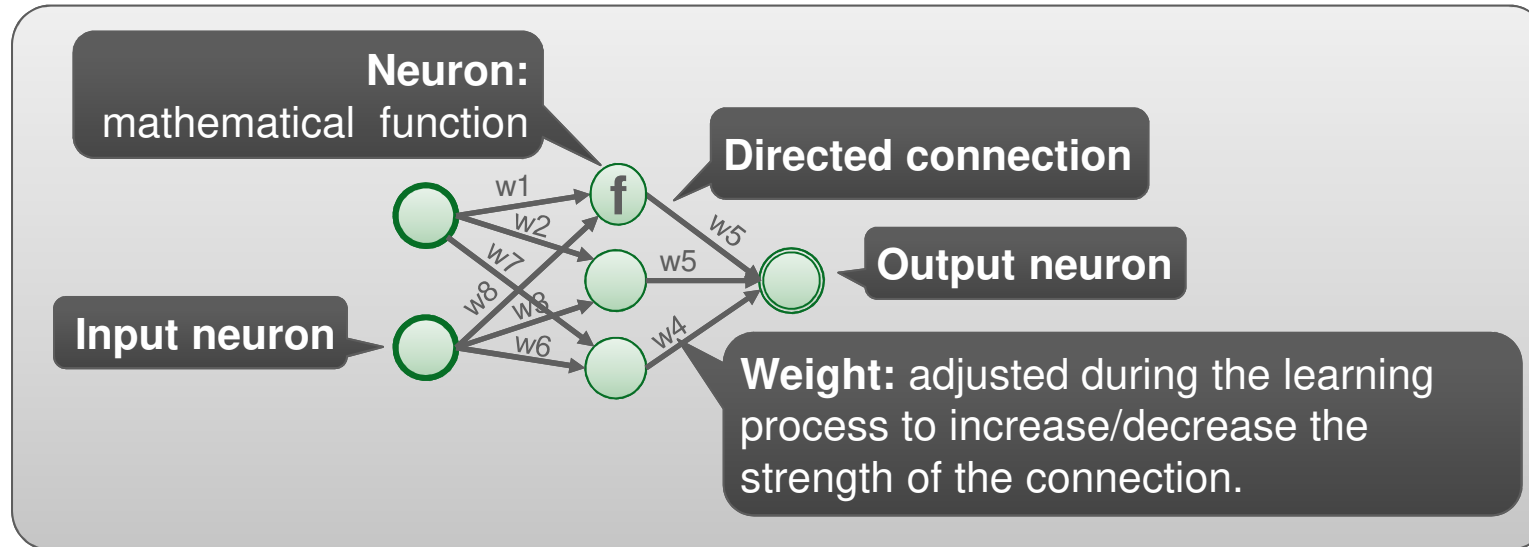 Neuron:
mathematical function
Directed connection
w1
f
w2
w5
w7
w5
Output neuron
w8
w3
Input neuron
w6
w4
Weight: adjusted during the learning
process to increase/decrease the
strength of the connection.